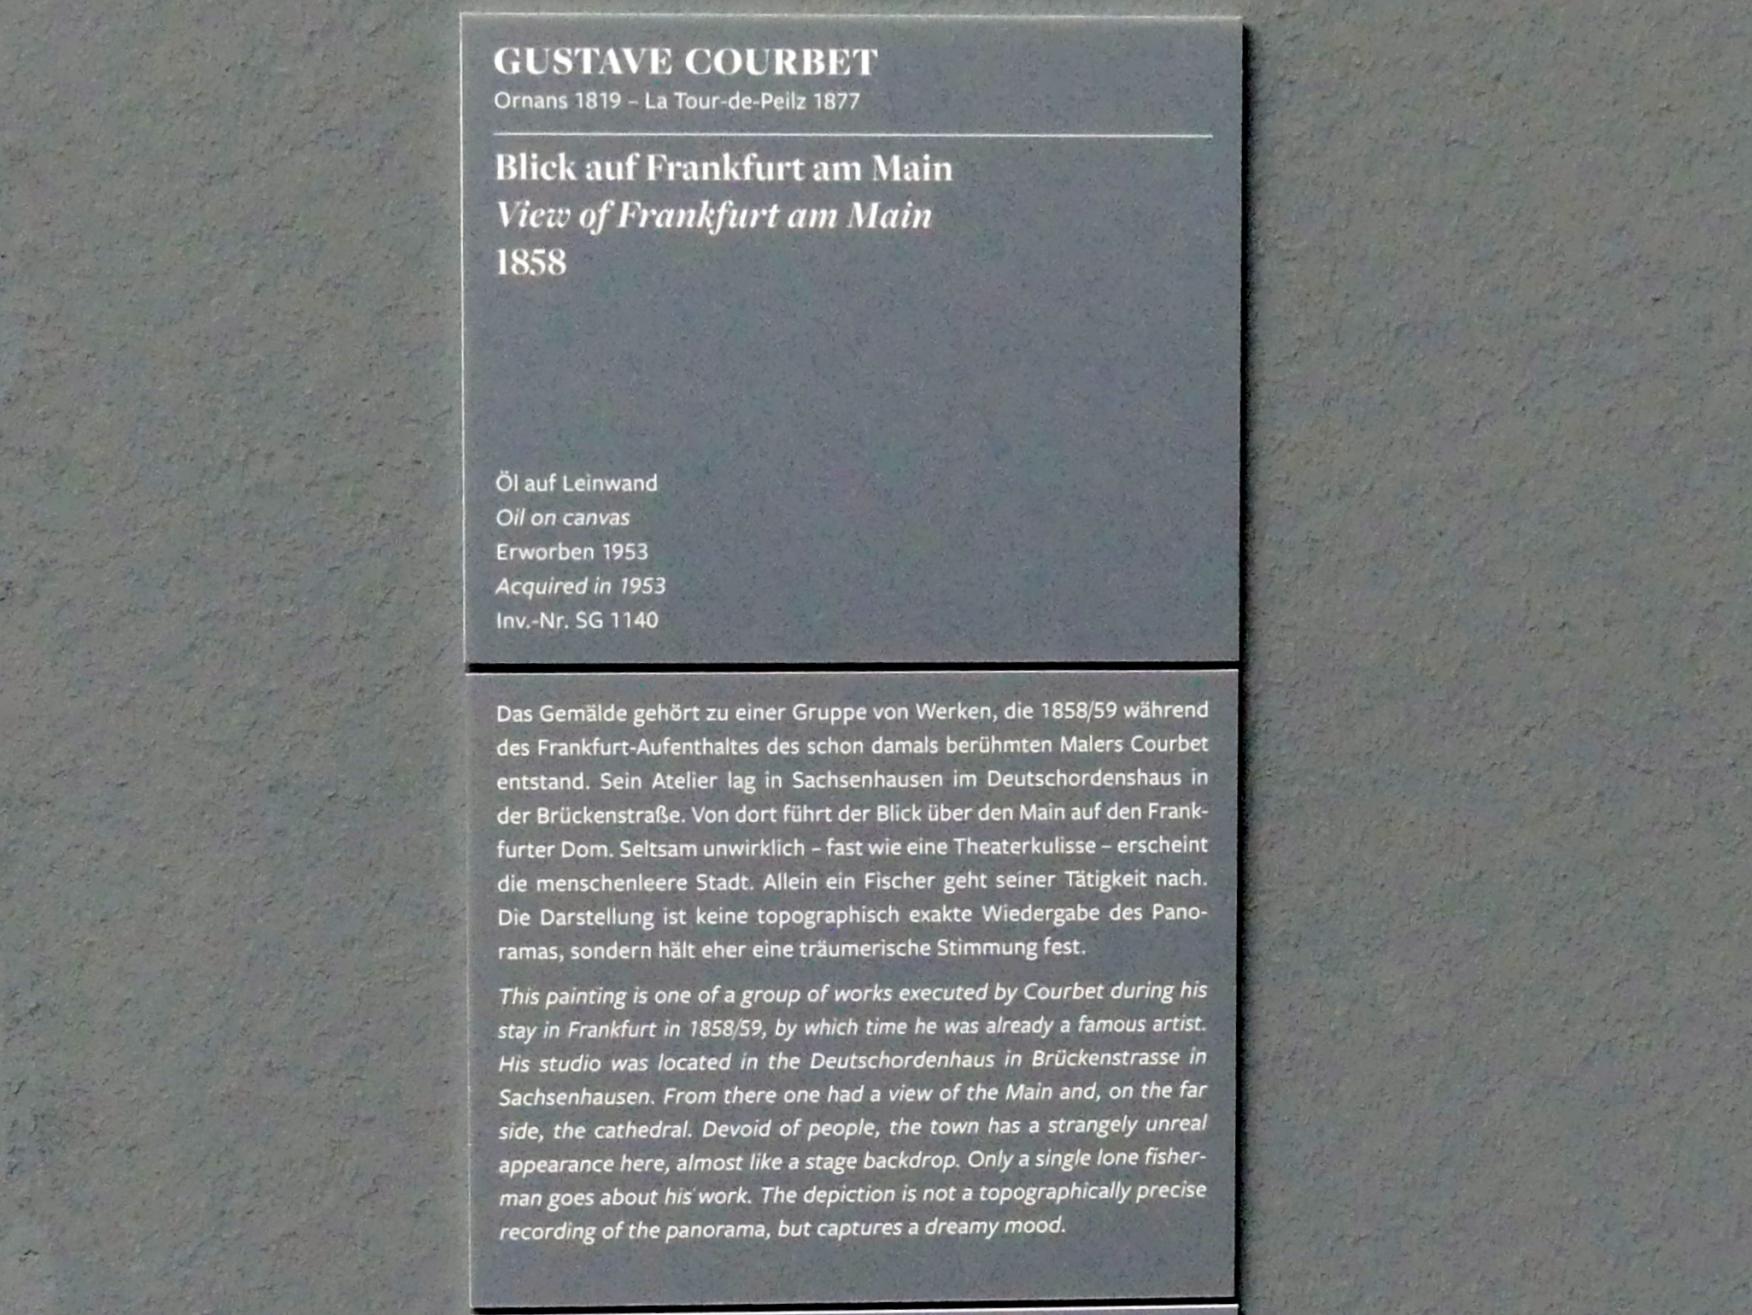 GUSTAVE COURBET
Ornans 1819 – La Tour-de-Peilz 1877
Blick auf Frankfurt am Main
View of Frankfurt am Main
1858
Öl auf Leinwand
Oil on canvas
Erworben 1953
Acquired in 1953
Inv.-Nr. SG 1140
Das Gemälde gehört zu einer Gruppe von Werken, die 1858/59 während
des Frankfurt-Aufenthaltes des schon damals berühmten Malers Courbet
entstand. Sein Atelier lag in Sachsenhausen im Deutschordenshaus in
der Brückenstraße. Von dort führt der Blick über den Main auf den Frank-
furter Dom. Seltsam unwirklich – fast wie eine Theaterkulisse – erscheint
die menschenleere Stadt. Allein ein Fischer geht seiner Tätigkeit nach.
Die Darstellung ist keine topographisch exakte Wiedergabe des Pano-
ramas, sondern hält eher eine träumerische Stimmung fest.
This painting is one of a group of works executed by Courbet during his
stay in Frankfurt in 1858/59, by which time he was already a famous artist.
His studio was located in the Deutschordenhaus in Brückenstrasse in
Sachsenhausen. From there one had a view of the Main and, on the far
side, the cathedral. Devoid of people, the town has a strangely unreal
appearance here, almost like a stage backdrop. Only a single lone fisher-
man goes about his work. The depiction is not a topographically precise
recording of the panorama, but captures a dreamy mood.